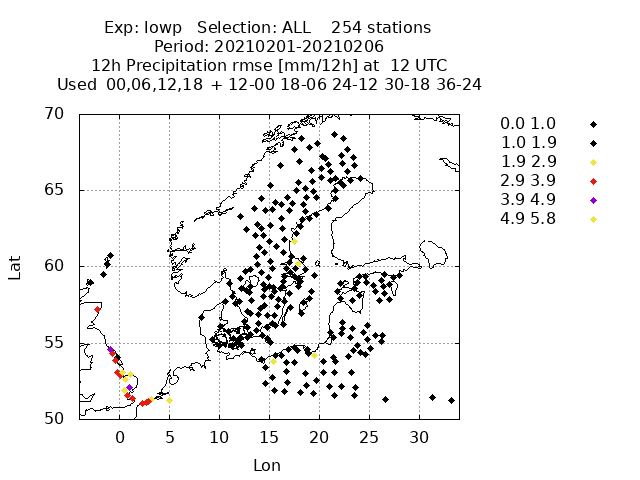 Exp: lowp   Selection: ALL    254 stations
Period: 20210201-20210206
12h Precipitation rmse [mm/12h] at  12 UTC
Used  00,06,12,18  + 12-00 18-06 24-12 30-18 36-24
70
65
60
55
50
Lat
0 5 10 15 20 25 30
Lon
0.0 1.0
1.0 1.9
1.9 2.9
2.9 3.9
3.9 4.9
4.9 5.8